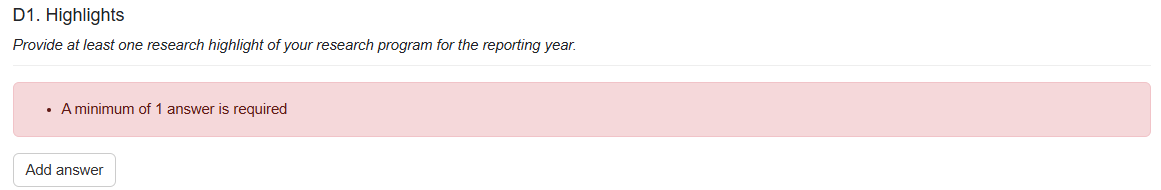 D1. Highlights
Provide at least one research highlight of your research program for the reporting year.
• A minimum of 1 answer is required
Add answer